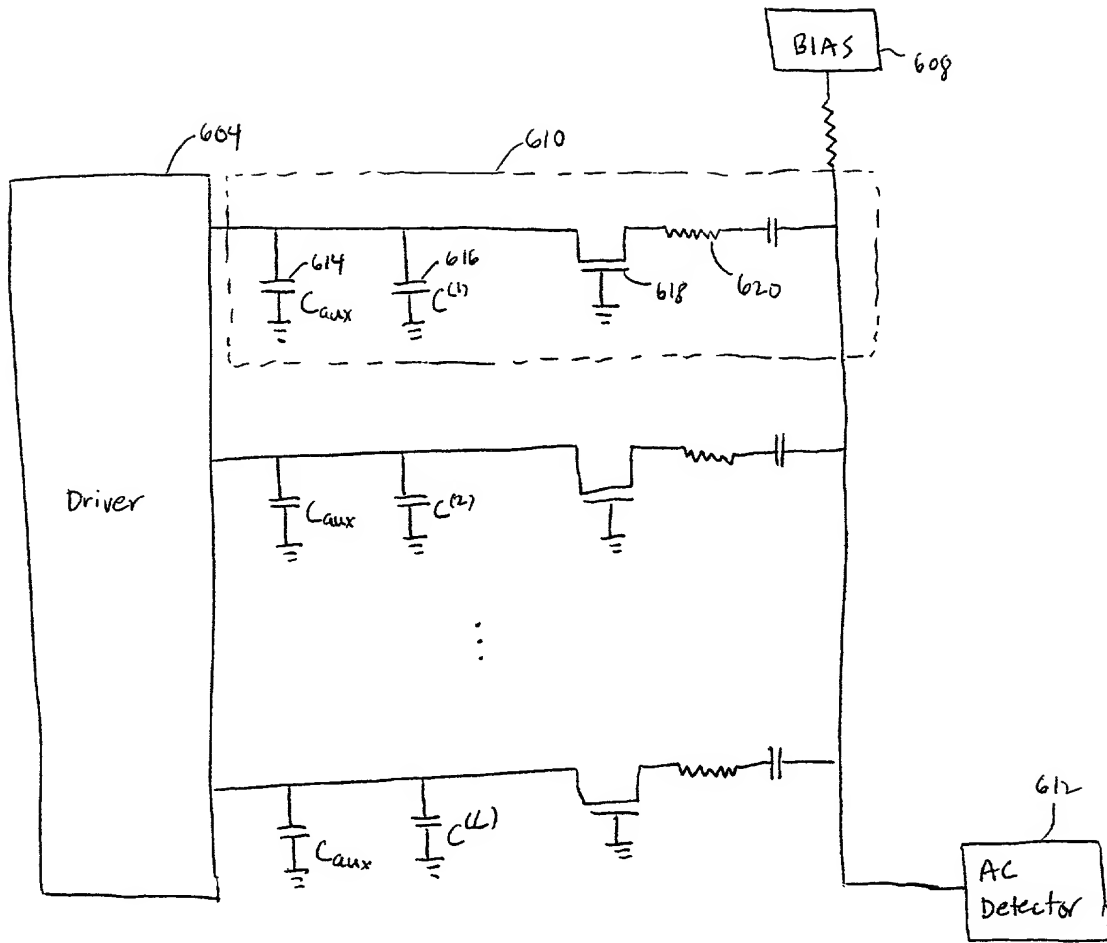 BIAS
608
604
610
614
616
618
620
Caux
C(1)
Driver
Caux
C(2)
Caux
C(L)
612
AC
Detector